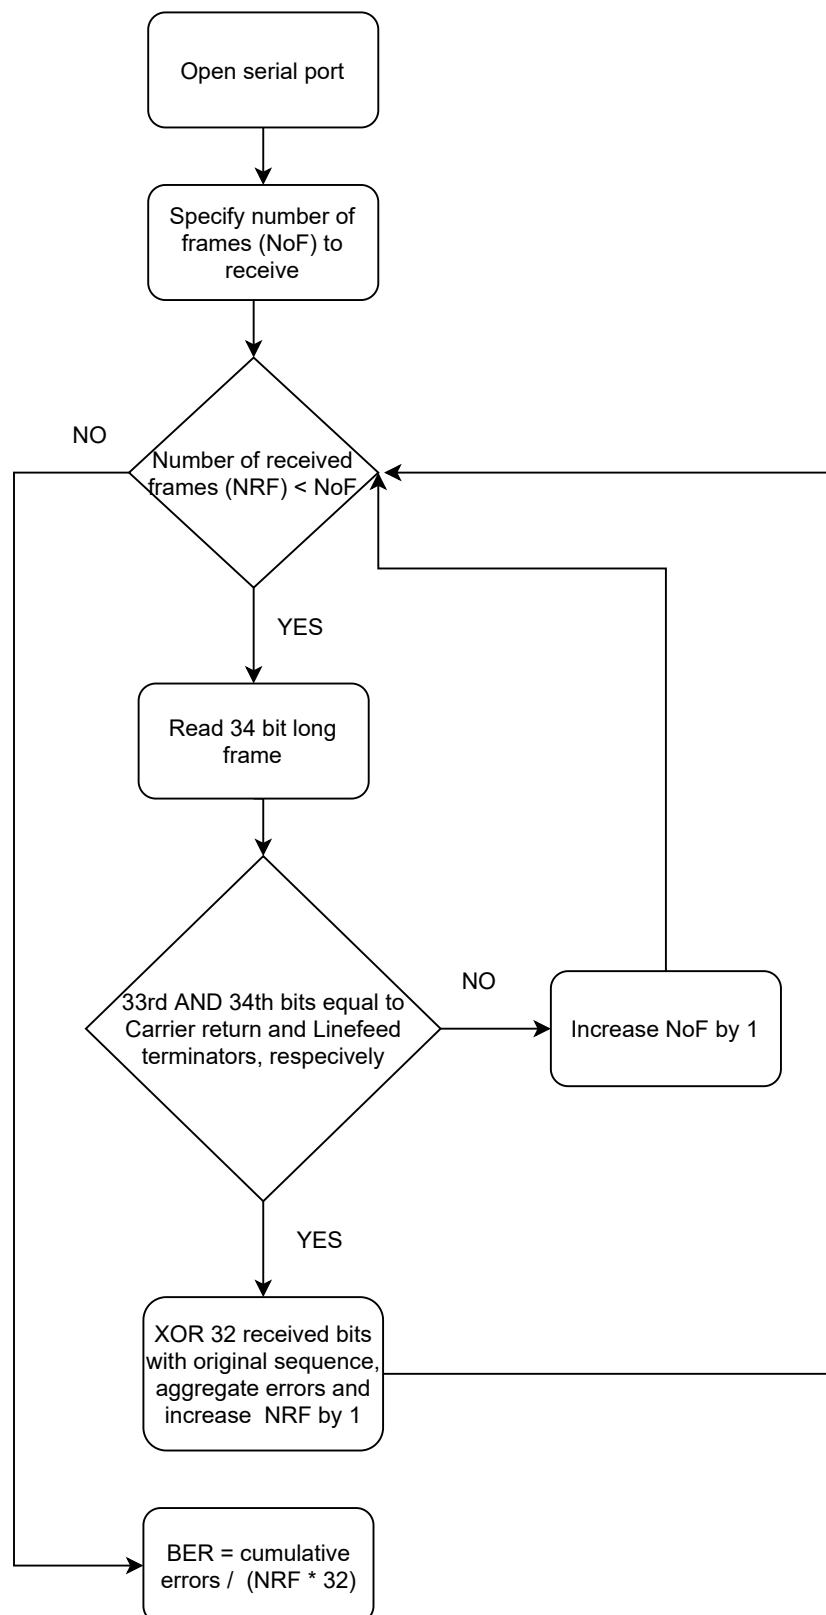 Open serial port
Specify number of
frames (NoF) to
receive
NO
Number of received
frames (NRF) < NoF
YES
Read 34 bit long
frame
NO
33rd AND 34th bits equal to
Carrier return and Linefeed
terminators, respecively
Increase NoF by 1
YES
XOR 32 received bits
with original sequence,
aggregate errors and
increase NRF by 1
BER = cumulative
errors / (NRF * 32)